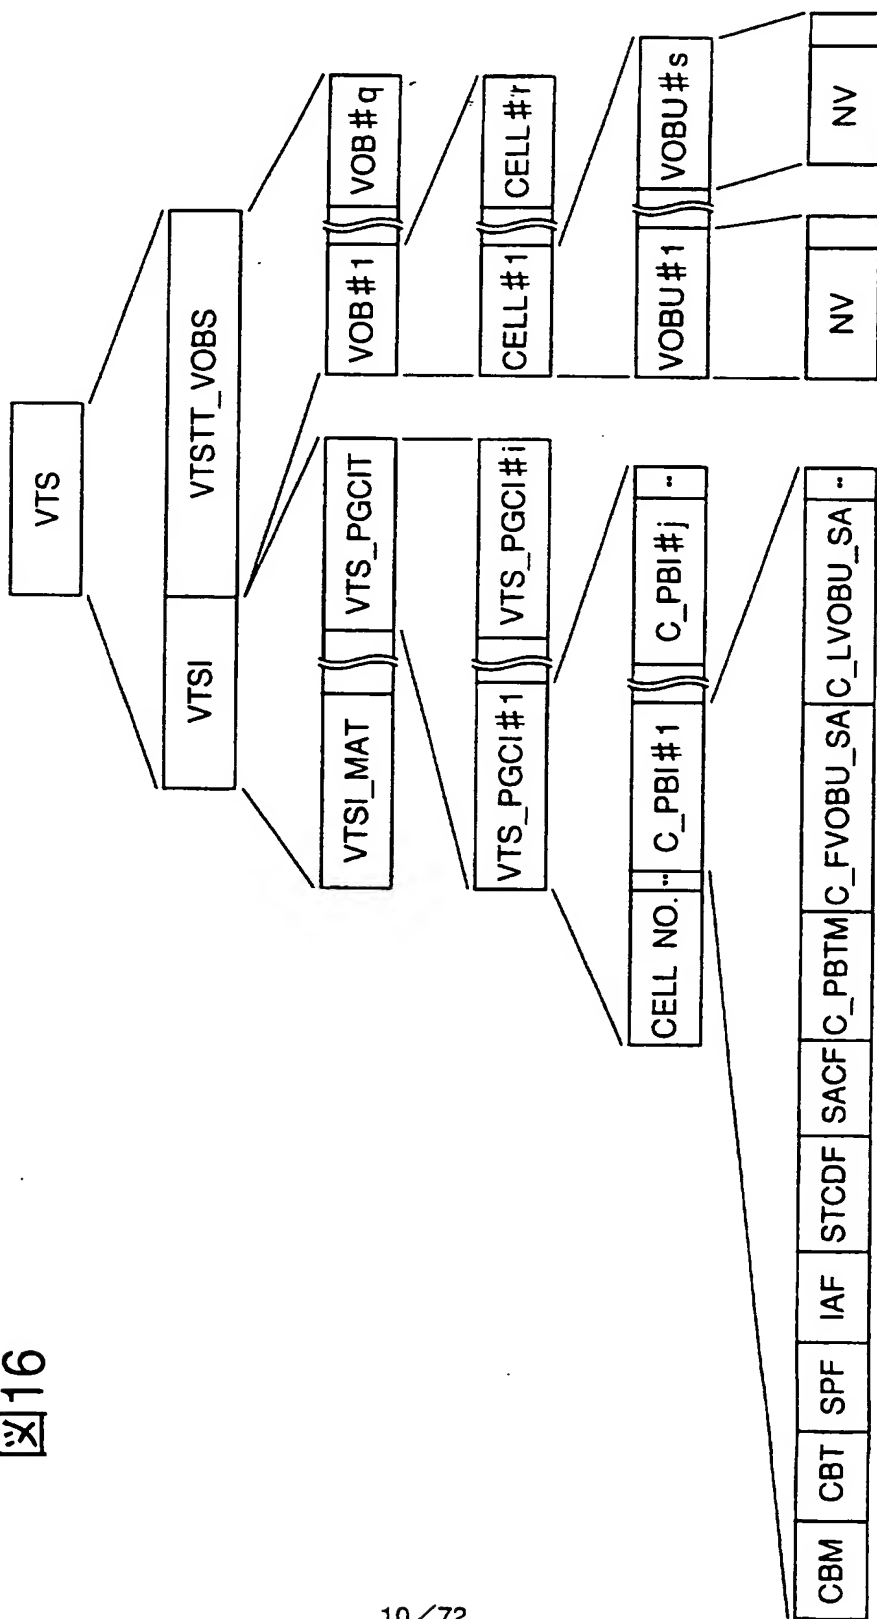 図16
VTS
VTSI VTSTT_VOBS
VTSI_MAT VTS_PGCIT VOB#1 VOB#q
VTS_PGCI#1 VTS_PGCI#i CELL#1 CELL#r
CELL NO. ‥ C_PBI#1 C_PBI#j ‥ VOBU#1 VOBU#s
CBM CBT SPF IAF STCDF SACF C_PBTM C_FVOBU_SA C_LVOBU_SA ‥ NV NV
10/72